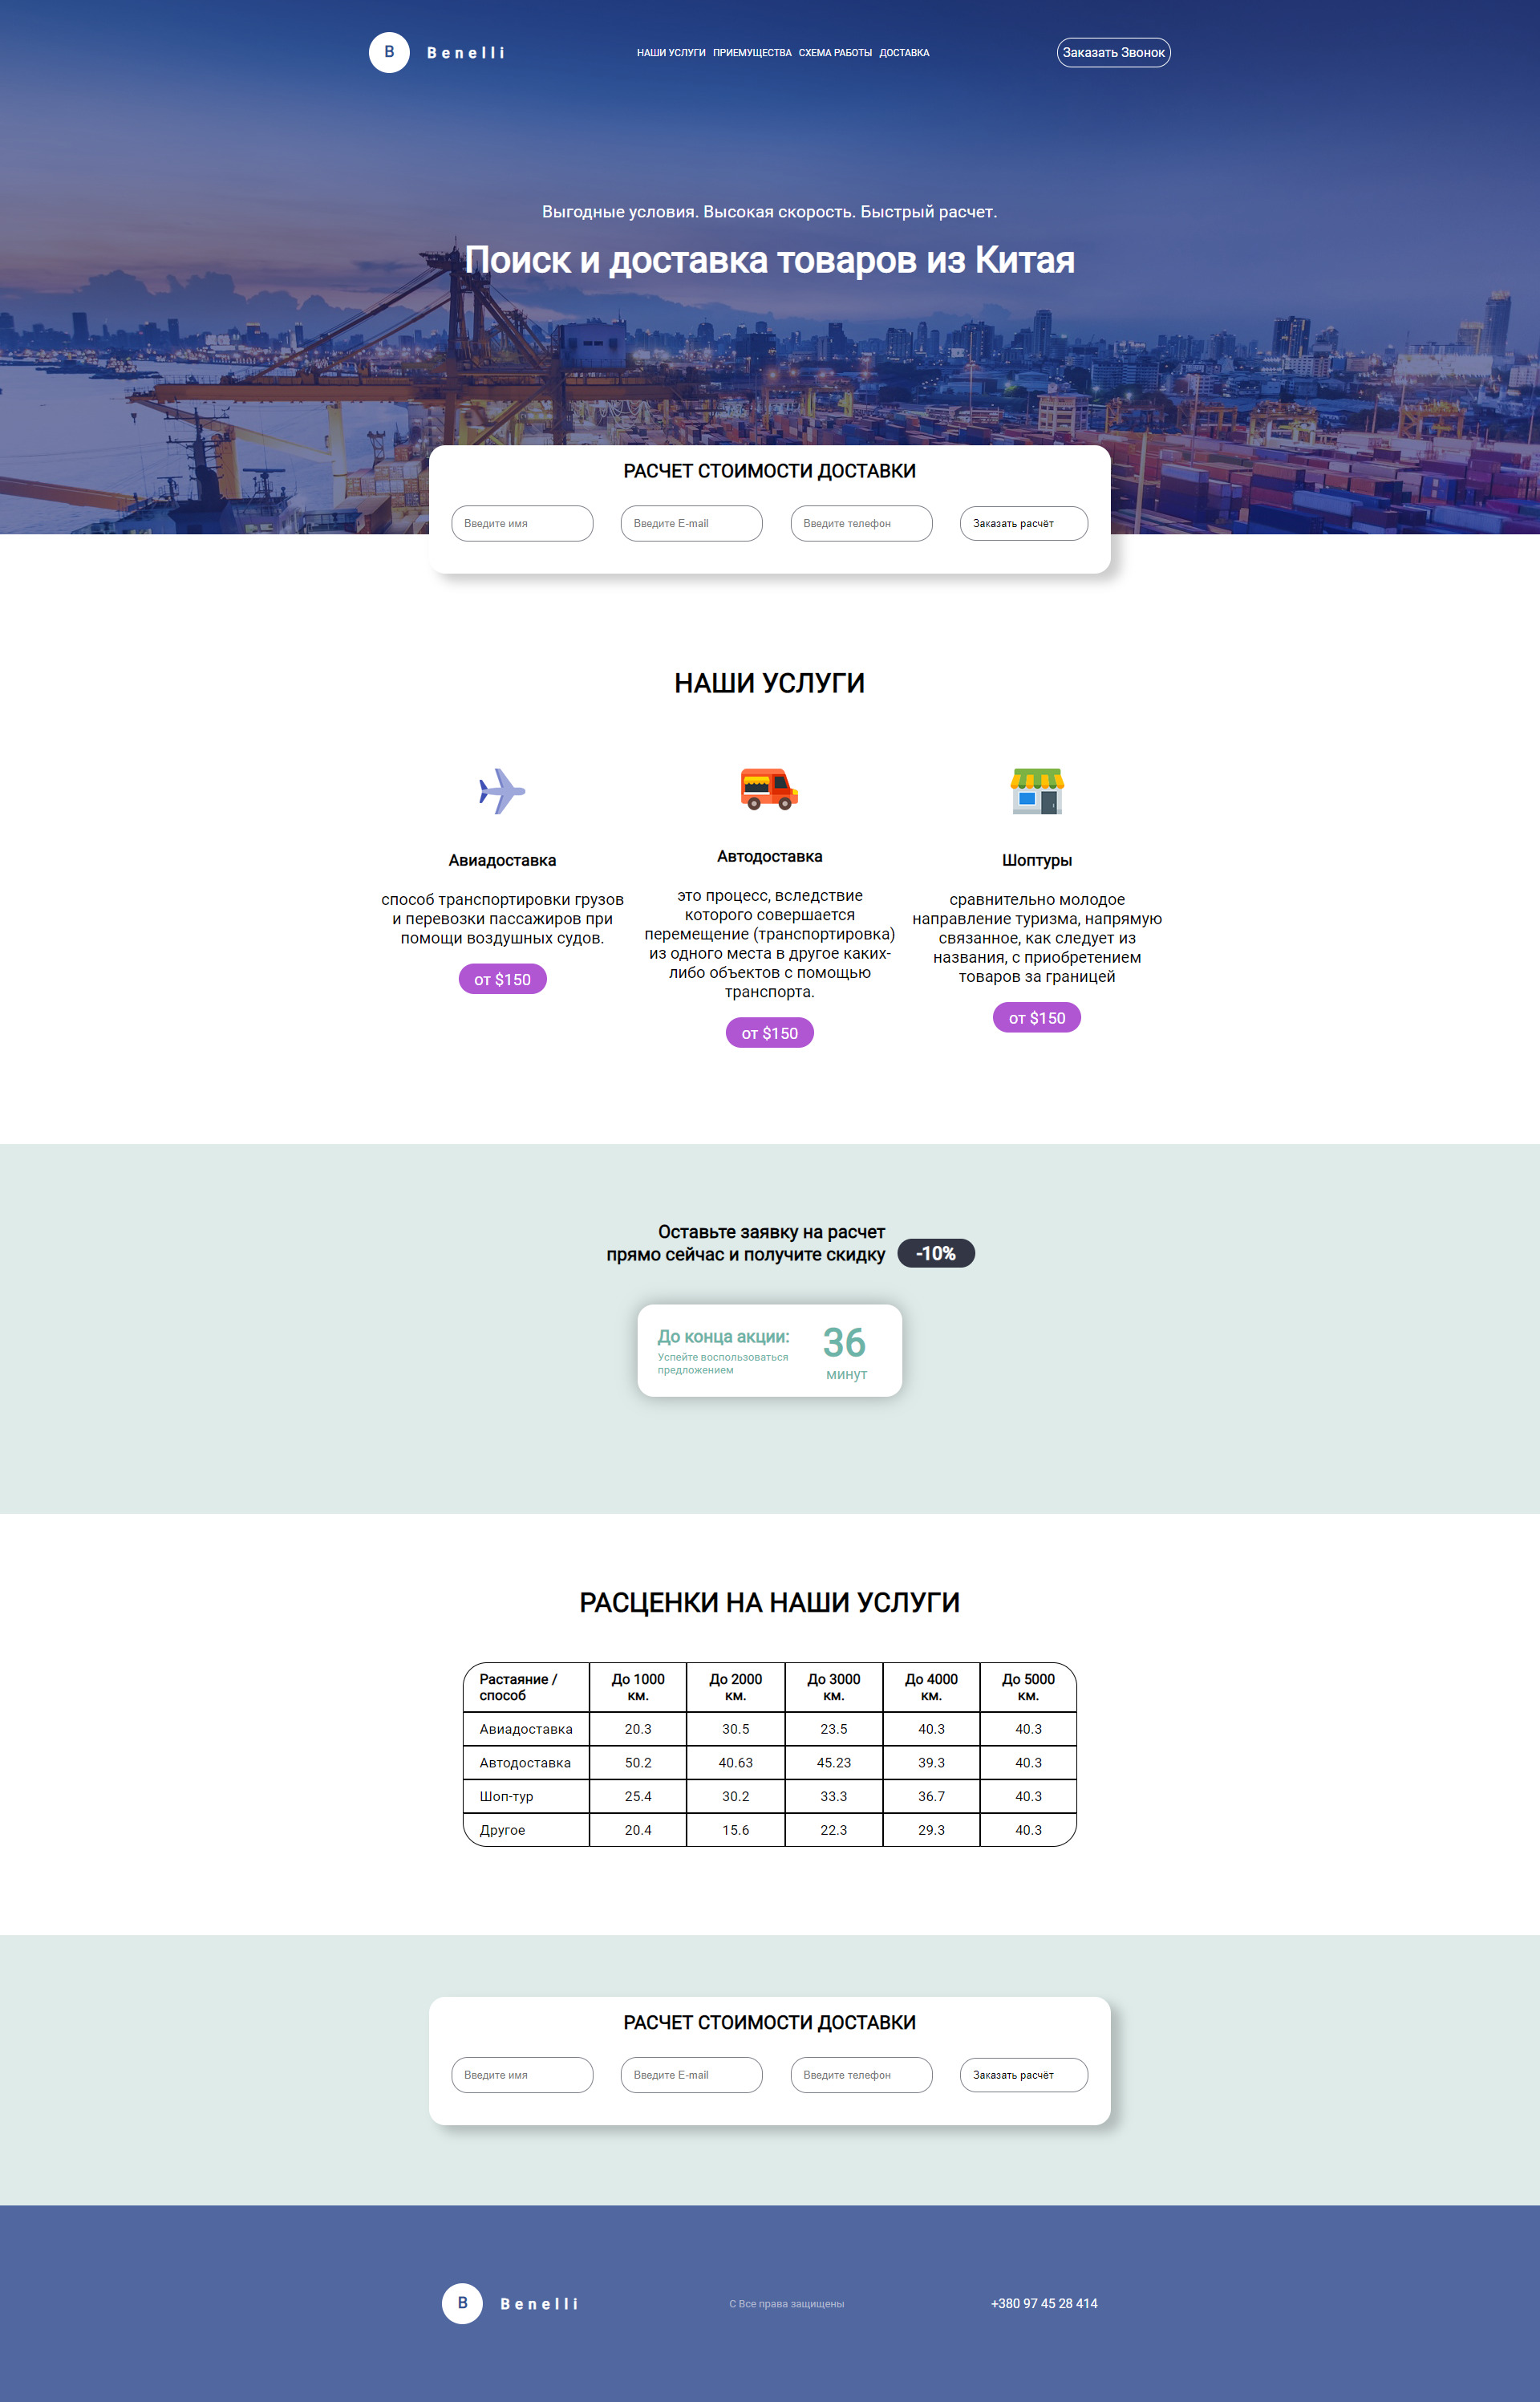 B Benelli НАШИ УСЛУГИ ПРИЕМУЩЕСТВА СХЕМА РАБОТЫ ДОСТАВКА Заказать Звонок
Выгодные условия. Высокая скорость. Быстрый расчет.
Поиск и доставка товаров из Китая
РАСЧЕТ СТОИМОСТИ ДОСТАВКИ
Введите имя Введите E-mail Введите телефон Заказать расчёт
НАШИ УСЛУГИ
Авиадоставка
способ транспортировки грузов
и перевозки пассажиров при
помощи воздушных судов.
от $150
Автодоставка
это процесс, вследствие
которого совершается
перемещение (транспортировка)
из одного места в другое каких-
либо объектов с помощью
транспорта.
от $150
Шоптуры
сравнительно молодое
направление туризма, напрямую
связанное, как следует из
названия, с приобретением
товаров за границей
от $150
Оставьте заявку на расчет
прямо сейчас и получите скидку -10%
До конца акции:
Успейте воспользоваться
предложением
36
минут
РАСЦЕНКИ НА НАШИ УСЛУГИ
Растаяние / способ До 1000 км. До 2000 км. До 3000 км. До 4000 км. До 5000 км.
Авиадоставка 20.3 30.5 23.5 40.3 40.3
Автодоставка 50.2 40.63 45.23 39.3 40.3
Шоп-тур 25.4 30.2 33.3 36.7 40.3
Другое 20.4 15.6 22.3 29.3 40.3
РАСЧЕТ СТОИМОСТИ ДОСТАВКИ
Введите имя Введите E-mail Введите телефон Заказать расчёт
B Benelli С Все права защищены +380 97 45 28 414